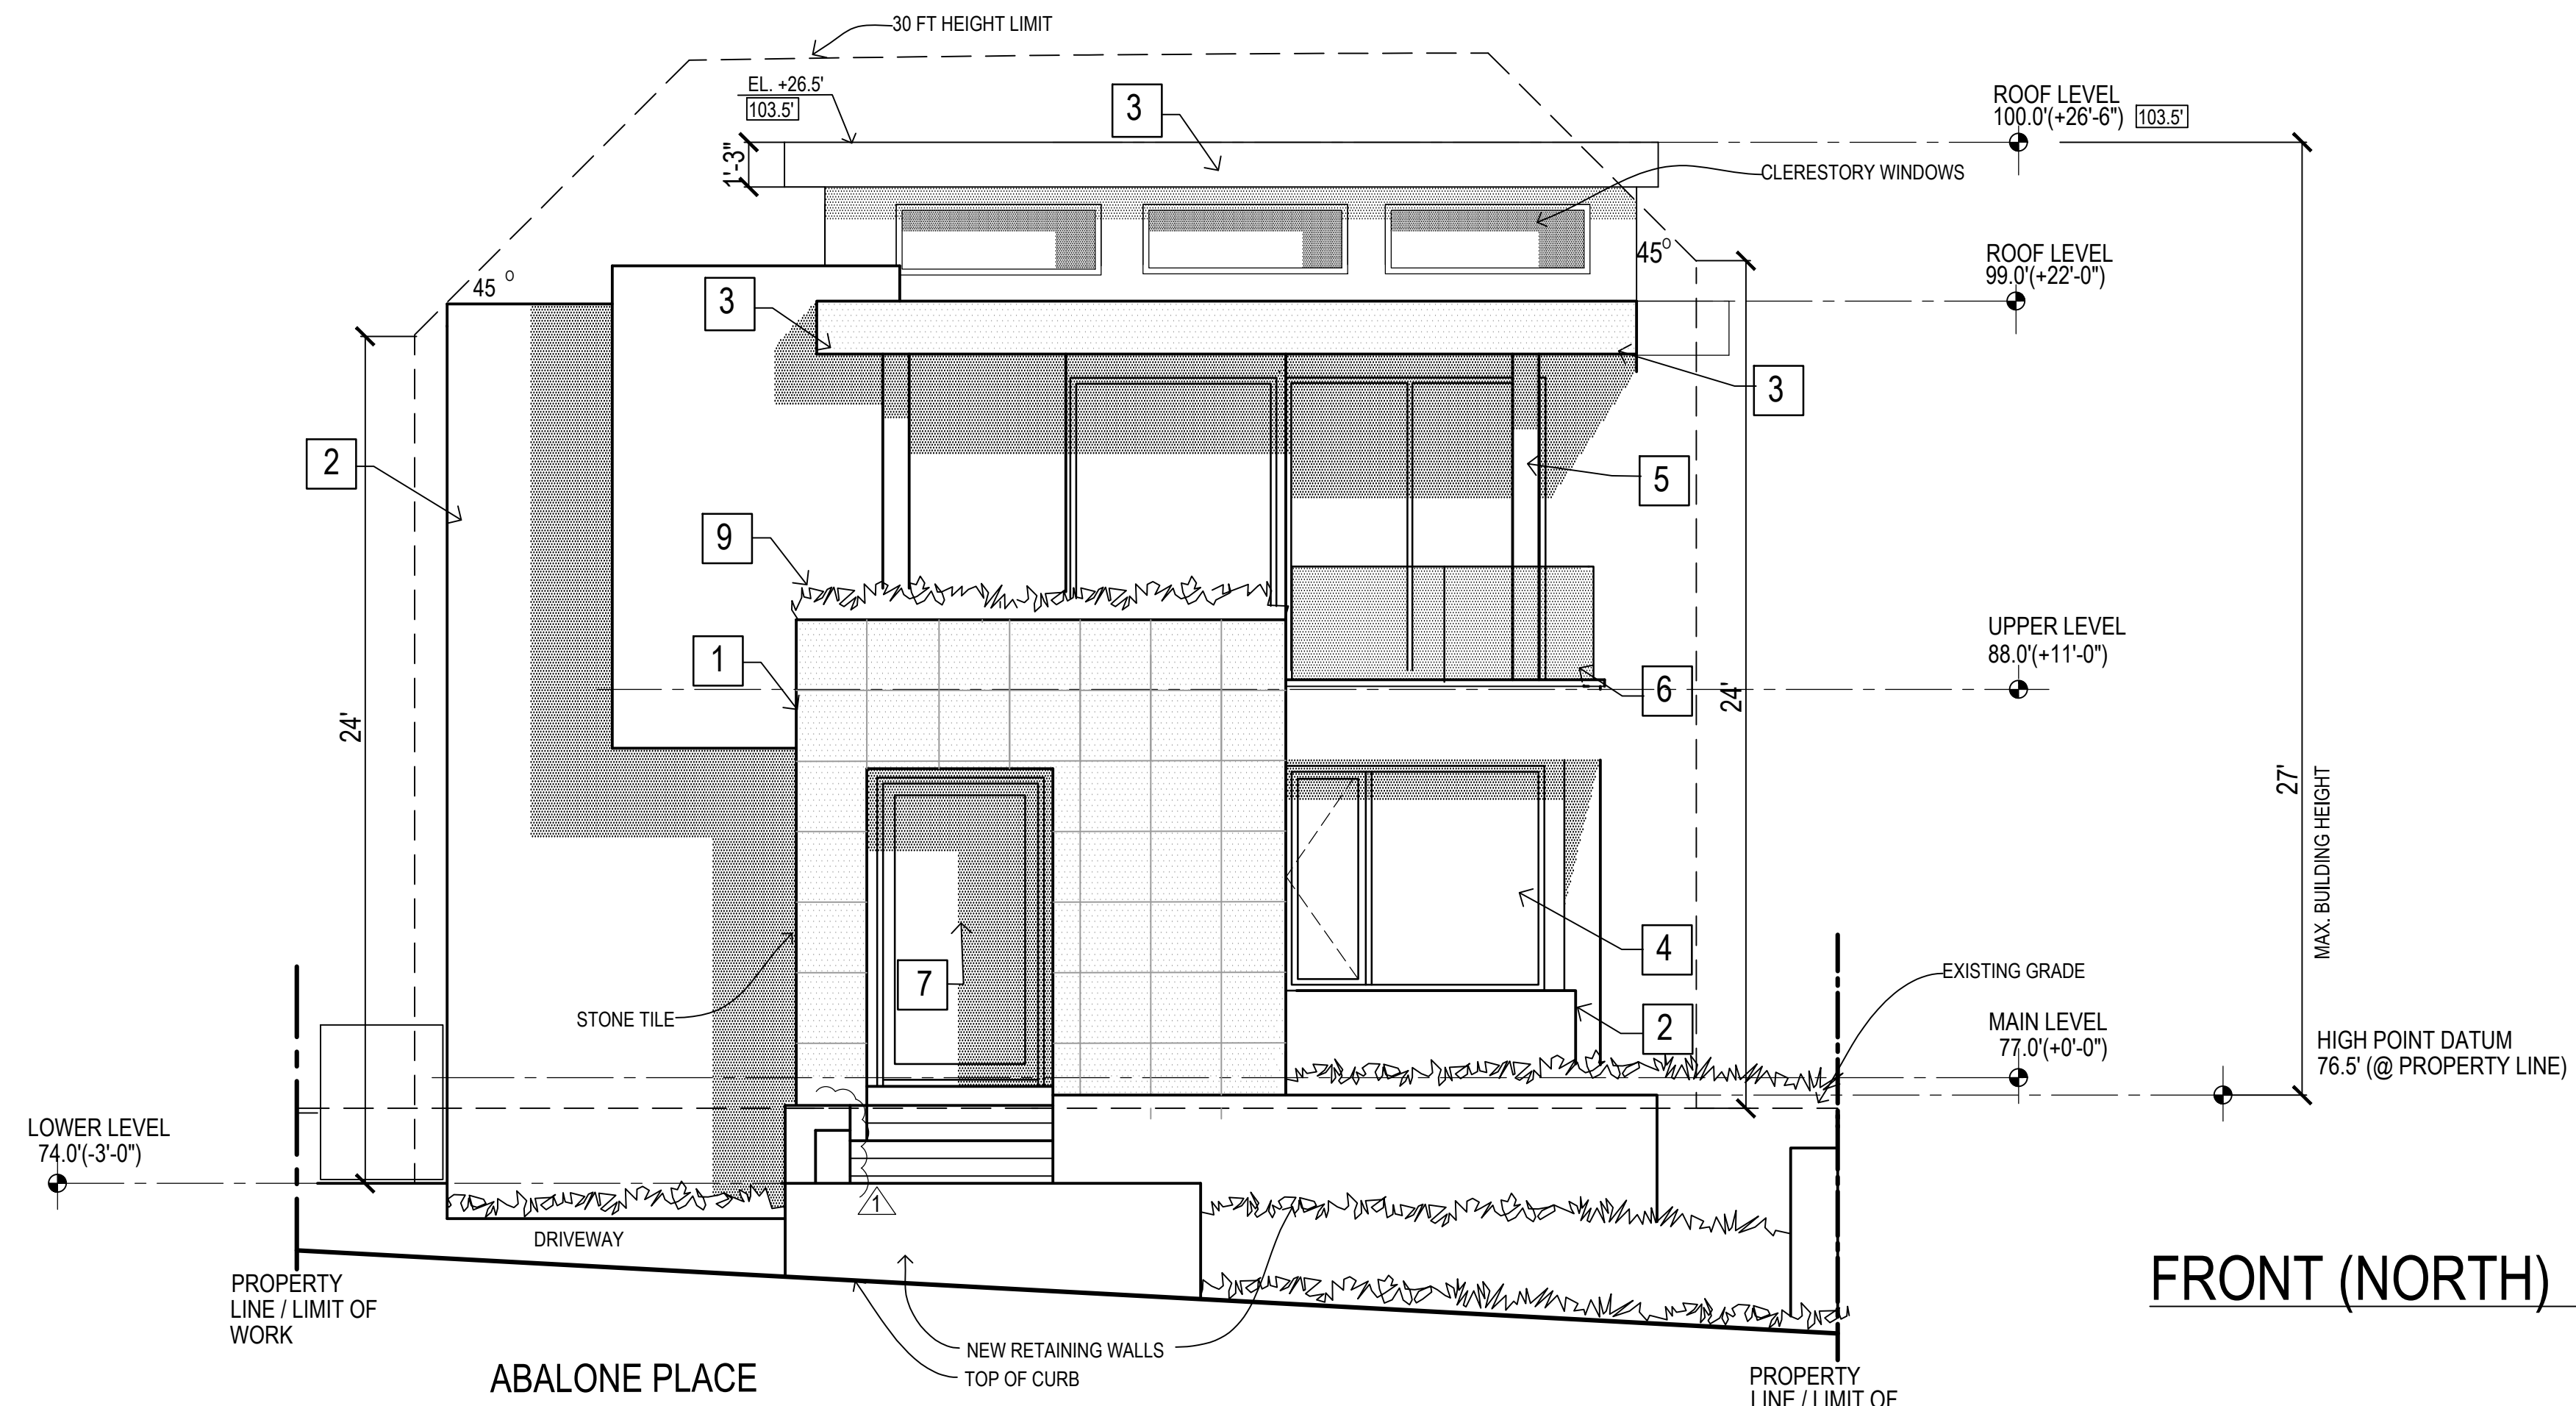 30 FT HEIGHT LIMIT
EL. +26.5'
103.5'
3
ROOF LEVEL
100.0'(+26'-6") 103.5'
1'-3"
CLERESTORY WINDOWS
45°
45 °
ROOF LEVEL
99.0'(+22'-0")
3
3
2
5
9
1
UPPER LEVEL
88.0'(+11'-0")
6
24'
24'
27'
MAX. BUILDING HEIGHT
4
7
STONE TILE
EXISTING GRADE
2
MAIN LEVEL
77.0'(+0'-0")
HIGH POINT DATUM
76.5' (@ PROPERTY LINE)
LOWER LEVEL
74.0'(-3'-0")
1
DRIVEWAY
PROPERTY
LINE / LIMIT OF
WORK
FRONT (NORTH)
NEW RETAINING WALLS
TOP OF CURB
ABALONE PLACE
PROPERTY
LINE / LIMIT OF